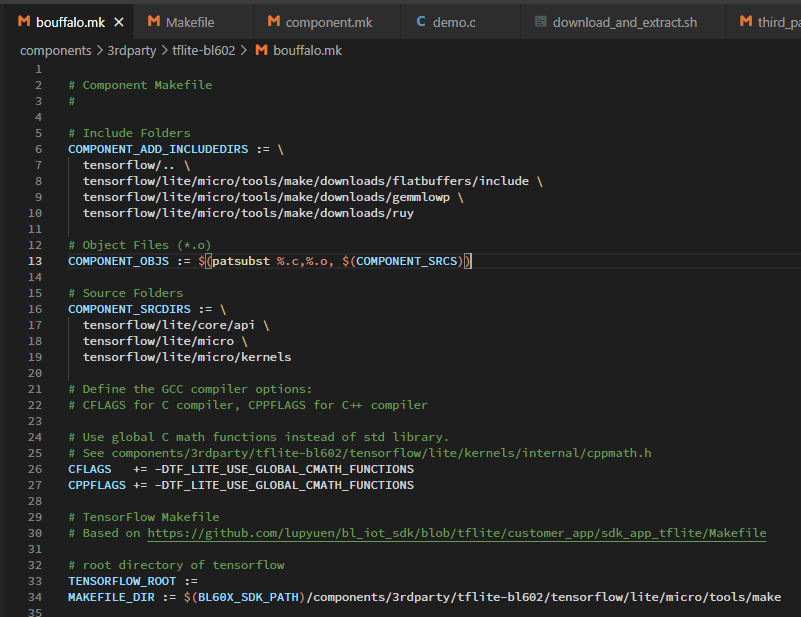 bouffalo.mk Makefile component.mk demo.c download_and_extract.sh third_pa
components > 3rdparty > tflite-bl602 > bouffalo.mk
1
2 # Component Makefile
3 #
4
5 # Include Folders
6 COMPONENT_ADD_INCLUDEDIRS := \
7 tensorflow/.. \
8 tensorflow/lite/micro/tools/make/downloads/flatbuffers/include \
9 tensorflow/lite/micro/tools/make/downloads/gemmlowp \
10 tensorflow/lite/micro/tools/make/downloads/ruy
11
12 # Object Files (*.o)
13 COMPONENT_OBJS := $(patsubst %.c,%.o, $(COMPONENT_SRCS))
14
15 # Source Folders
16 COMPONENT_SRCDIRS := \
17 tensorflow/lite/core/api \
18 tensorflow/lite/micro \
19 tensorflow/lite/micro/kernels
20
21 # Define the GCC compiler options:
22 # CFLAGS for C compiler, CPPFLAGS for C++ compiler
23
24 # Use global C math functions instead of std library.
25 # See components/3rdparty/tflite-bl602/tensorflow/lite/kernels/internal/cppmath.h
26 CFLAGS += -DTF_LITE_USE_GLOBAL_CMATH_FUNCTIONS
27 CPPFLAGS += -DTF_LITE_USE_GLOBAL_CMATH_FUNCTIONS
28
29 # TensorFlow Makefile
30 # Based on https://github.com/lupyuen/bl_iot_sdk/blob/tflite/customer_app/sdk_app_tflite/Makefile
31
32 # root directory of tensorflow
33 TENSORFLOW_ROOT :=
34 MAKEFILE_DIR := $(BL60X_SDK_PATH)/components/3rdparty/tflite-bl602/tensorflow/lite/micro/tools/make
35